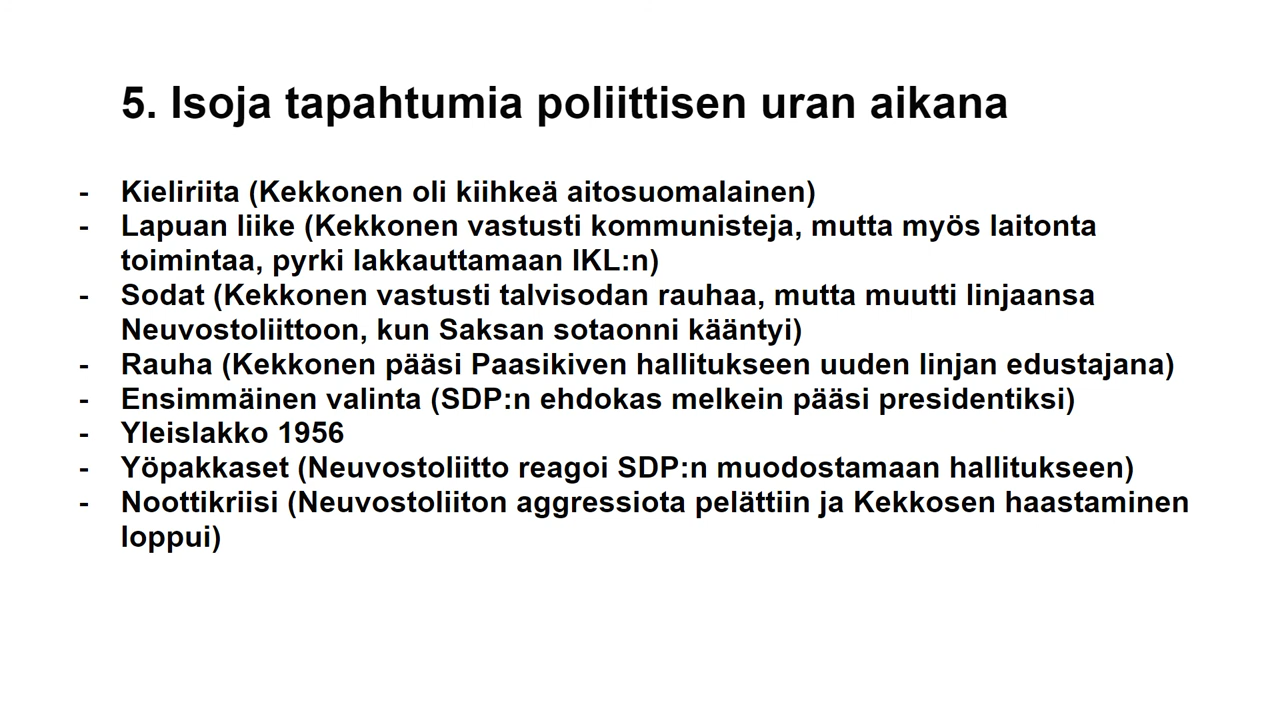 5. Isoja tapahtumia poliittisen uran aikana
- Kieliriita (Kekkonen oli kiihkeä aitosuomalainen)
- Lapuan liike (Kekkonen vastusti kommunisteja, mutta myös laitonta
toimintaa, pyrki lakkauttamaan IKL:n)
- Sodat (Kekkonen vastusti talvisodan rauhaa, mutta muutti linjaansa
Neuvostoliittoon, kun Saksan sotaonni kääntyi)
- Rauha (Kekkonen pääsi Paasikiven hallitukseen uuden linjan edustajana)
- Ensimmäinen valinta (SDP:n ehdokas melkein pääsi presidentiksi)
- Yleislakko 1956
- Yöpakkaset (Neuvostoliitto reagoi SDP:n muodostamaan hallitukseen)
- Noottikriisi (Neuvostoliiton aggressiota pelättiin ja Kekkosen haastaminen
loppui)